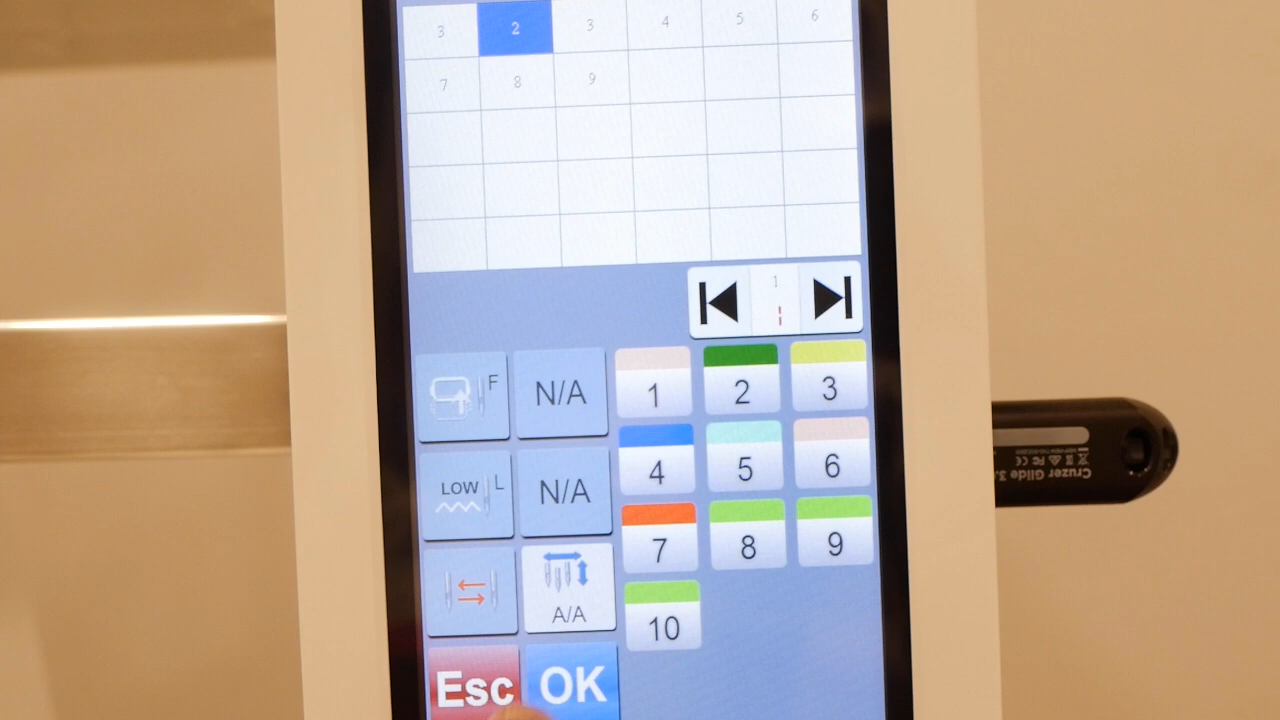 3 2 3 4 5 6
7 8 9
1
F N/A 1 2 3
LOW L N/A 4 5 6
7 8 9
A/A 10
Esc OK
Cruzer Glide 3.